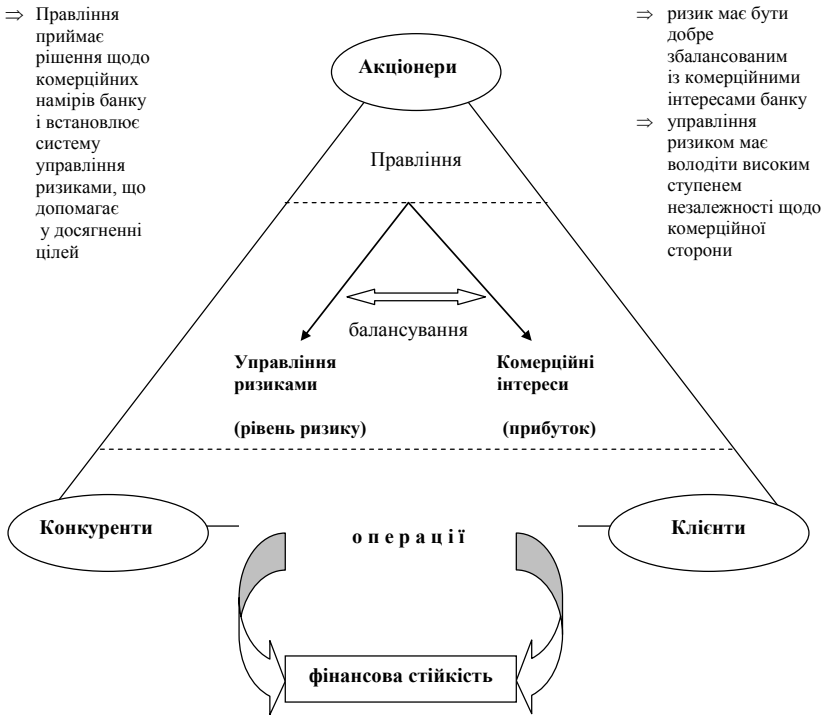 ⇒ Правління
приймає
рішення щодо
комерційних
намірів банку
і встановлює
систему
управління
ризиками, що
допомагає
у досягненні
цілей
⇒ ризик має бути
добре
збалансованим
із комерційними
інтересами банку
⇒ управління
ризиком має
володіти високим
ступенем
незалежності щодо
комерційної
сторони
Акціонери
Правління
балансування
Управління
ризиками
(рівень ризику)
Комерційні
інтереси
(прибуток)
Конкуренти
о п е р а ц і ї
Клієнти
фінансова стійкість